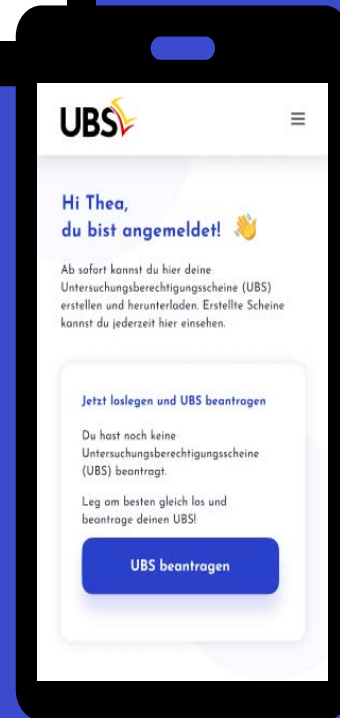 UBS
Hi Thea,
du bist angemeldet! 👋
Ab sofort kannst du hier deine
Untersuchungsberechtigungsscheine (UBS)
erstellen und herunterladen. Erstellte Scheine
kannst du jederzeit hier einsehen.
Jetzt loslegen und UBS beantragen
Du hast noch keine
Untersuchungsberechtigungsscheine
(UBS) beantragt.
Leg am besten gleich los und
beantrage deinen UBS!
UBS beantragen